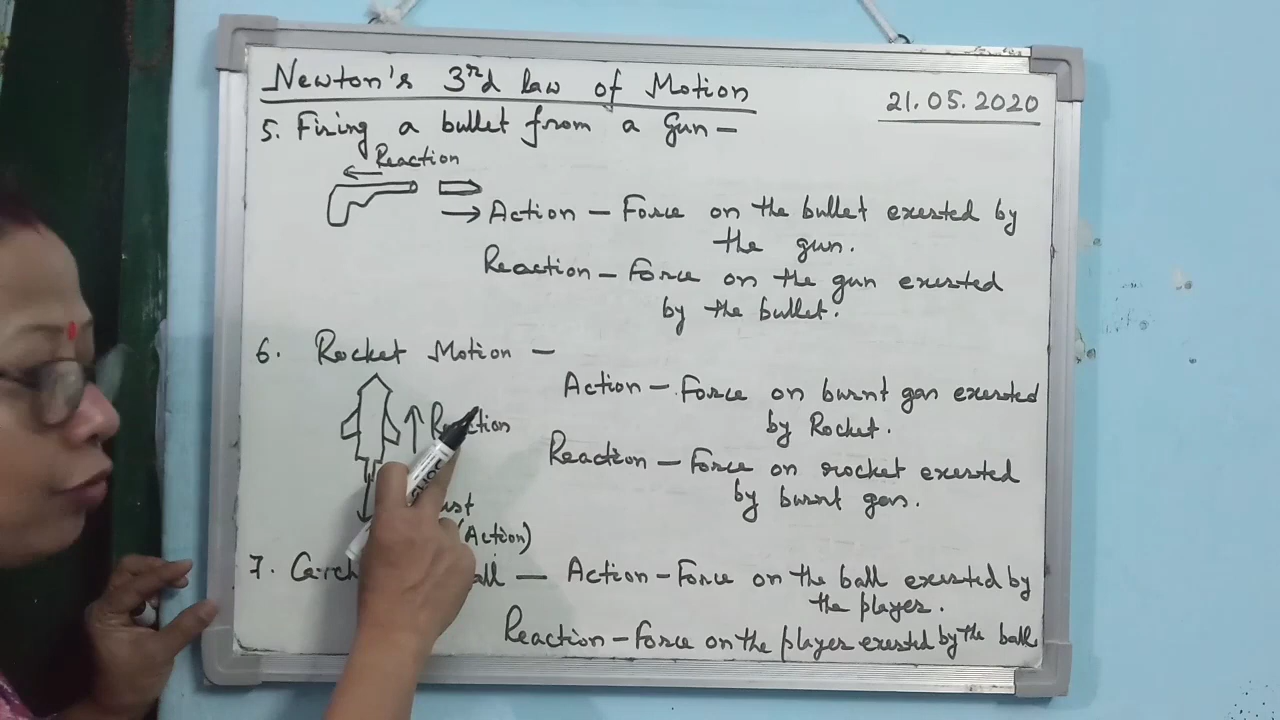 Newton's 3rd law of Motion
21.05.2020
5. Firing a bullet from a Gun –
Reaction
Action – Force on the bullet exerted by
the gun.
Reaction – Force on the gun exerted
by the bullet.
6. Rocket Motion –
Action – Force on burnt gas exerted
by Rocket.
Reaction
Reaction – Force on rocket exerted
by burnt gas.
(Action)
7. – Action – Force on the ball exerted by
the player.
Reaction – Force on the player exerted by the ball